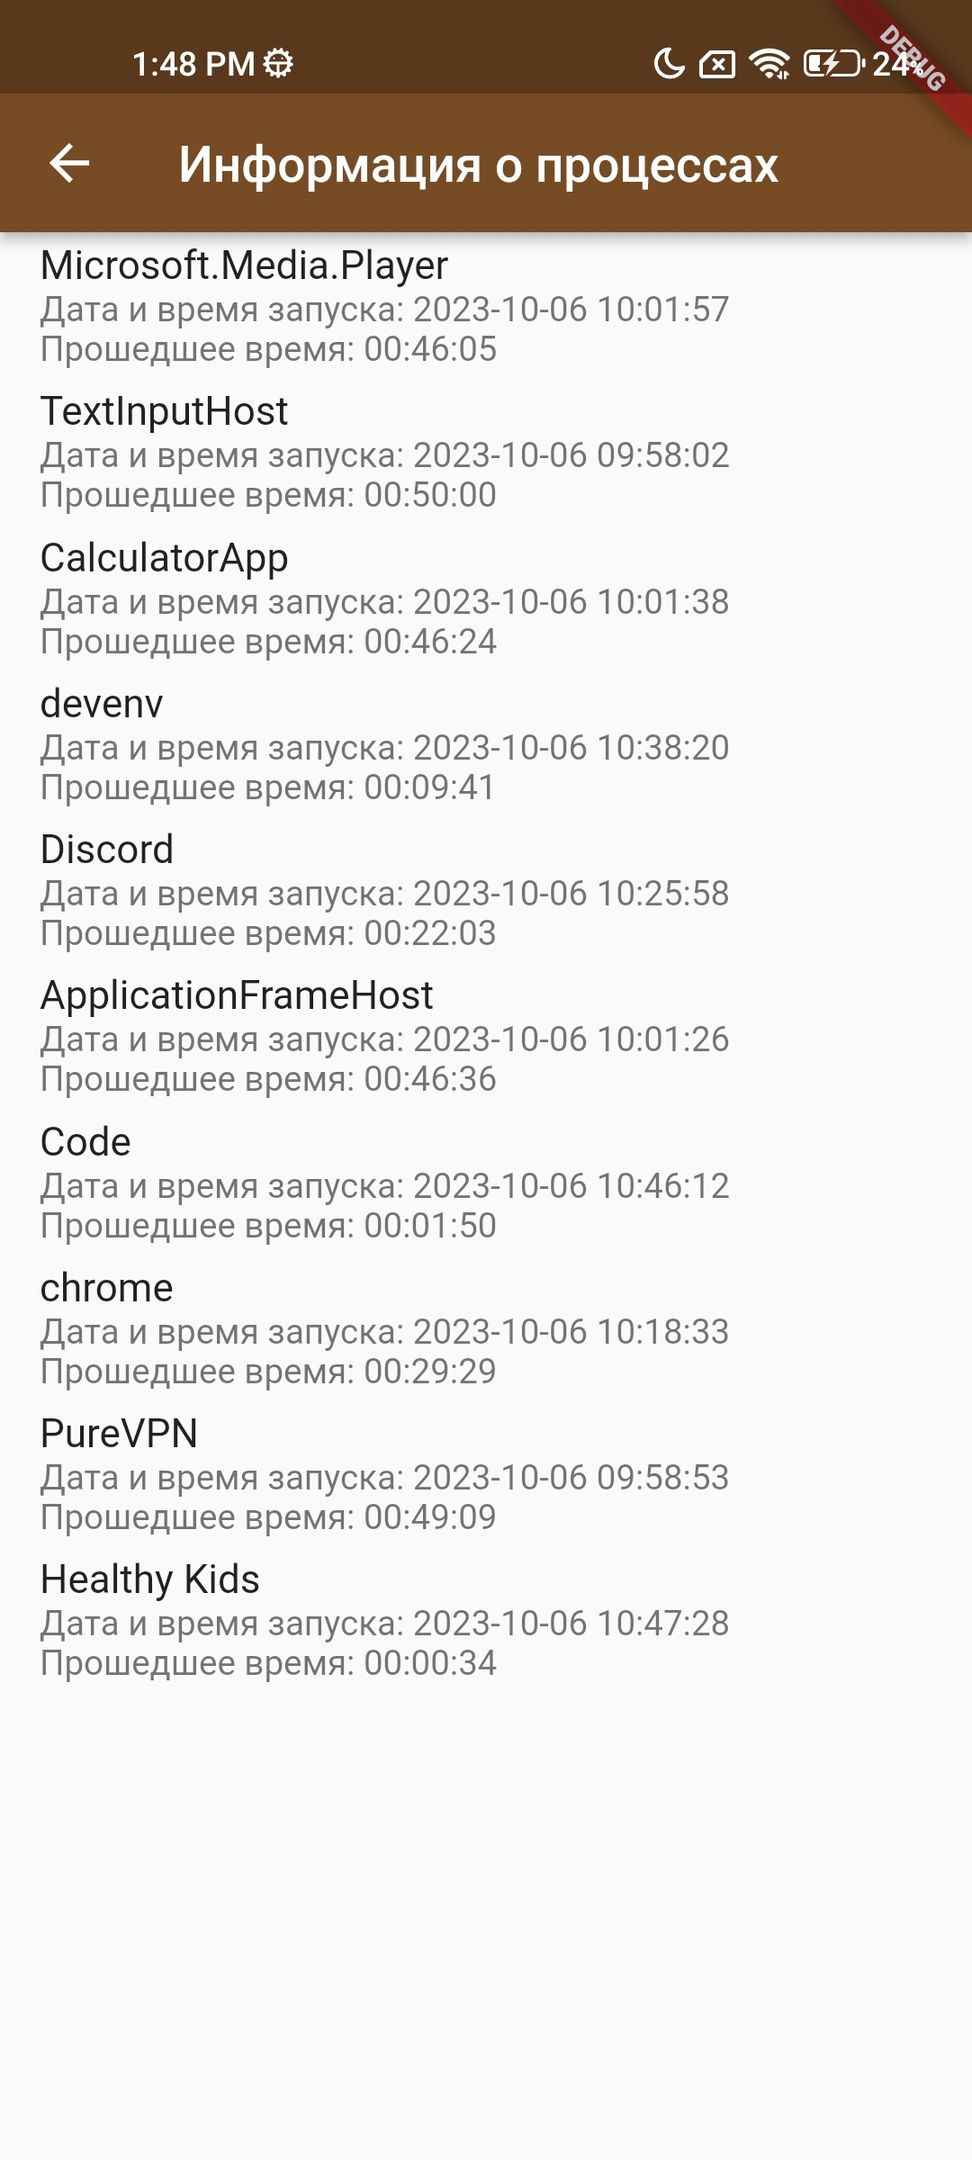 1:48 PM
24%
DEBUG
Информация о процессах
Microsoft.Media.Player
Дата и время запуска: 2023-10-06 10:01:57
Прошедшее время: 00:46:05
TextInputHost
Дата и время запуска: 2023-10-06 09:58:02
Прошедшее время: 00:50:00
CalculatorApp
Дата и время запуска: 2023-10-06 10:01:38
Прошедшее время: 00:46:24
devenv
Дата и время запуска: 2023-10-06 10:38:20
Прошедшее время: 00:09:41
Discord
Дата и время запуска: 2023-10-06 10:25:58
Прошедшее время: 00:22:03
ApplicationFrameHost
Дата и время запуска: 2023-10-06 10:01:26
Прошедшее время: 00:46:36
Code
Дата и время запуска: 2023-10-06 10:46:12
Прошедшее время: 00:01:50
chrome
Дата и время запуска: 2023-10-06 10:18:33
Прошедшее время: 00:29:29
PureVPN
Дата и время запуска: 2023-10-06 09:58:53
Прошедшее время: 00:49:09
Healthy Kids
Дата и время запуска: 2023-10-06 10:47:28
Прошедшее время: 00:00:34